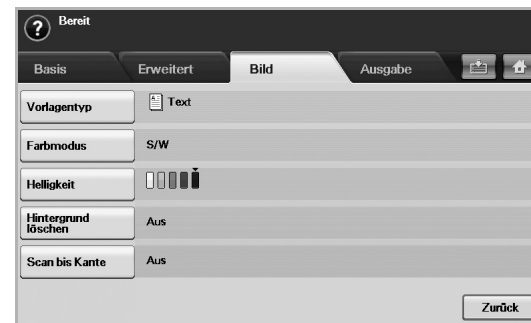 Bereit
Basis Erweitert Bild Ausgabe
Vorlagentyp Text
Farbmodus S/W
Helligkeit
Hintergrund
löschen Aus
Scan bis Kante Aus
Zurück